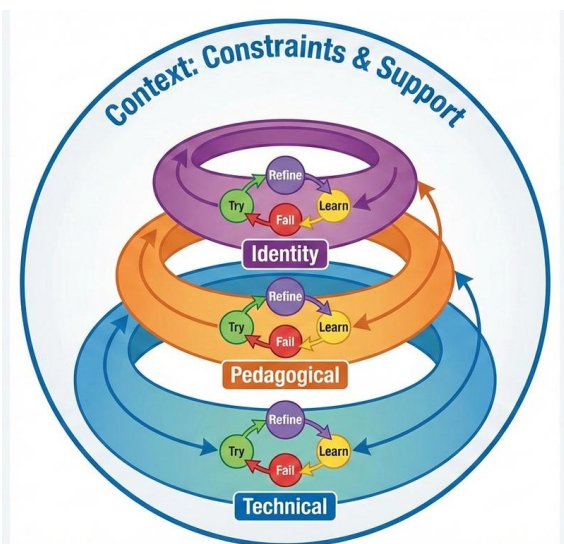 Context: Constraints & Support
Refine
Try
Learn
Fail
Identity
Refine
Try
Learn
Fail
Pedagogical
Refine
Try
Learn
Fail
Technical